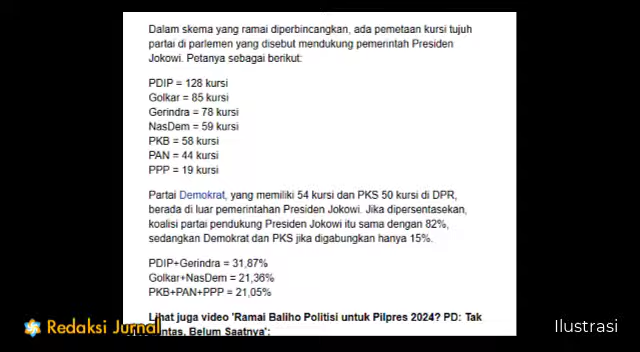 Dalam skema yang ramai diperbincangkan, ada pemetaan kursi tujuh
partai di parlemen yang disebut mendukung pemerintah Presiden
Jokowi. Petanya sebagai berikut:
PDIP = 128 kursi
Golkar = 85 kursi
Gerindra = 78 kursi
NasDem = 59 kursi
PKB = 58 kursi
PAN = 44 kursi
PPP = 19 kursi
Partai Demokrat, yang memiliki 54 kursi dan PKS 50 kursi di DPR,
berada di luar pemerintahan Presiden Jokowi. Jika dipersentasekan,
koalisi partai pendukung Presiden Jokowi itu sama dengan 82%,
sedangkan Demokrat dan PKS jika digabungkan hanya 15%.
PDIP+Gerindra = 31,87%
Golkar+NasDem = 21,36%
PKB+PAN+PPP = 21,05%
Lihat juga video 'Ramai Baliho Politisi untuk Pilpres 2024? PD: Tak
Belum Saatnya':
Redaksi Jurnal
Ilustrasi